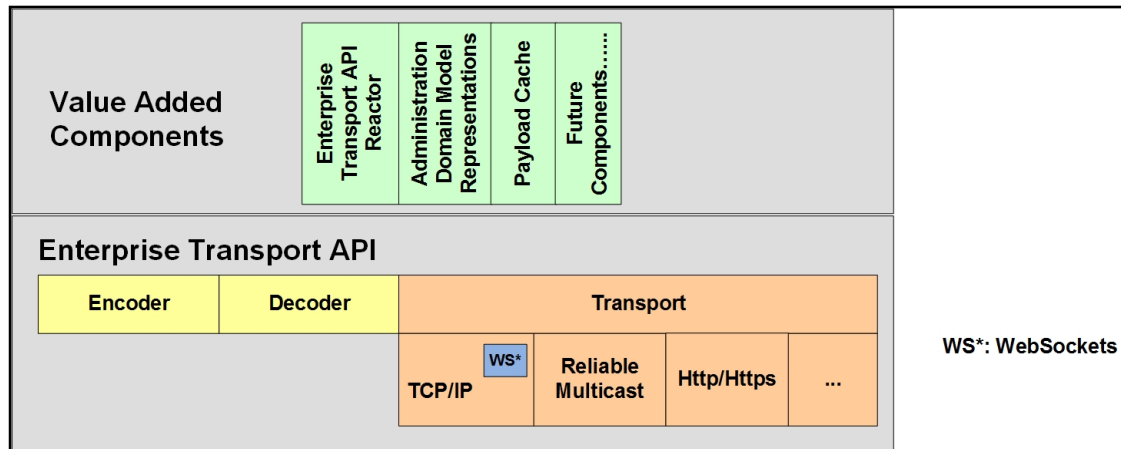 Value Added
Components
Enterprise
Transport API
Reactor
Administration
Domain Model
Representations
Payload Cache
Future
Components......
Enterprise Transport API
Encoder
Decoder
Transport
TCP/IP
WS*
Reliable
Multicast
Http/Https
...
WS*: WebSockets